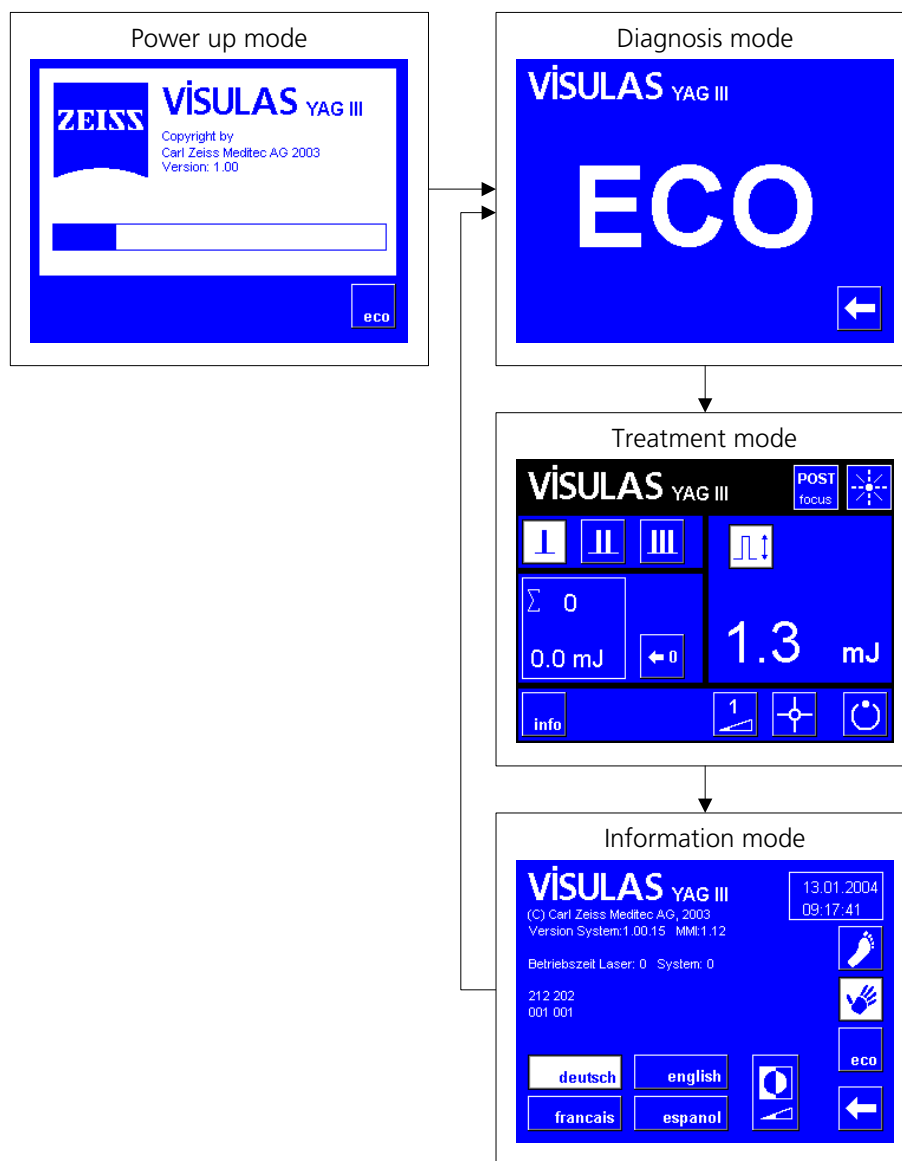 Power up mode
ZEISS
VISULAS YAG III
Copyright by
Carl Zeiss Meditec AG 2003
Version: 1.00
eco
Diagnosis mode
VISULAS YAG III
ECO
Treatment mode
VISULAS YAG III
POST
focus
Σ 0
0.0 mJ
0
1.3 mJ
info
1
Information mode
VISULAS YAG III
13.01.2004
09:17:41
(C) Carl Zeiss Meditec AG, 2003
Version System:1.00.15 MMI:1.12
Betriebszeit Laser: 0 System: 0
212 202
001 001
eco
deutsch
english
francais
espanol